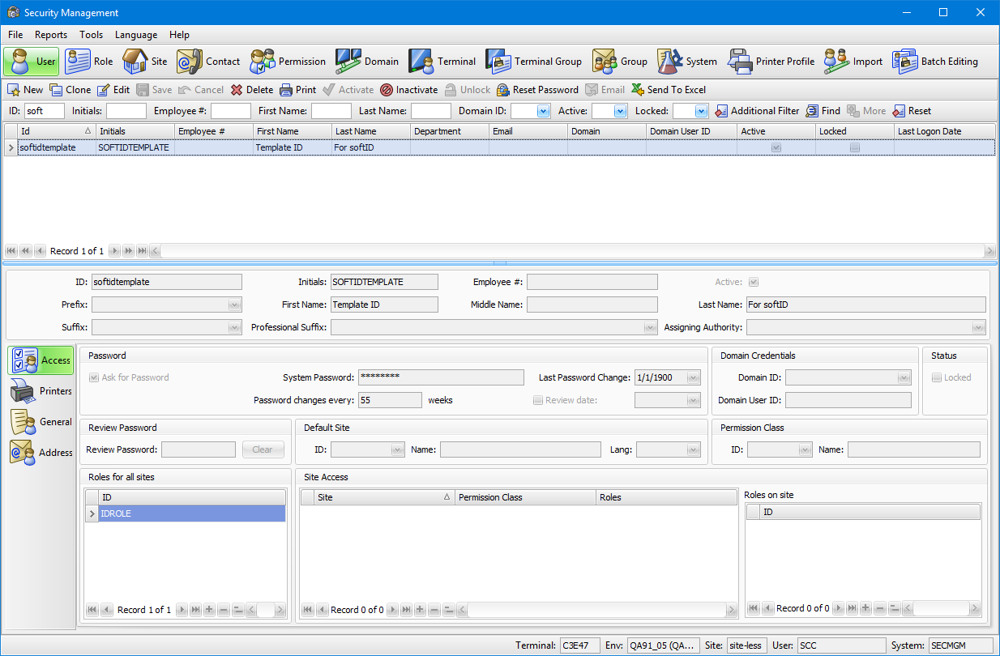 Security Management
File Reports Tools Language Help
User Role Site Contact Permission Domain Terminal Terminal Group Group System Printer Profile Import Batch Editing
New Clone Edit Save Cancel Delete Print Activate Inactivate Unlock Reset Password Email Send To Excel
ID: soft Initials: Employee #: First Name: Last Name: Domain ID: Active: Locked: Additional Filter Find More Reset
Id Initials Employee # First Name Last Name Department Email Domain Domain User ID Active Locked Last Logon Date
softidtemplate SOFTIDTEMPLATE Template ID For softID
Record 1 of 1
ID: softidtemplate Initials: SOFTIDTEMPLATE Employee #: Active:
Prefix: First Name: Template ID Middle Name: Last Name: For softID
Suffix: Professional Suffix: Assigning Authority:
Access
Printers
General
Address
Password
Ask for Password System Password: ******** Last Password Change: 1/1/1900
Password changes every: 55 weeks Review date:
Domain Credentials
Domain ID:
Domain User ID:
Status
Locked
Review Password
Review Password: Clear
Default Site
ID: Name: Lang:
Permission Class
ID: Name:
Roles for all sites
ID
IDROLE
Record 1 of 1
Site Access
Site Permission Class Roles
Record 0 of 0
Roles on site
ID
Record 0 of 0
Terminal: C3E47 Env: QA91_05 (QA... Site: site-less User: SCC System: SECMGM